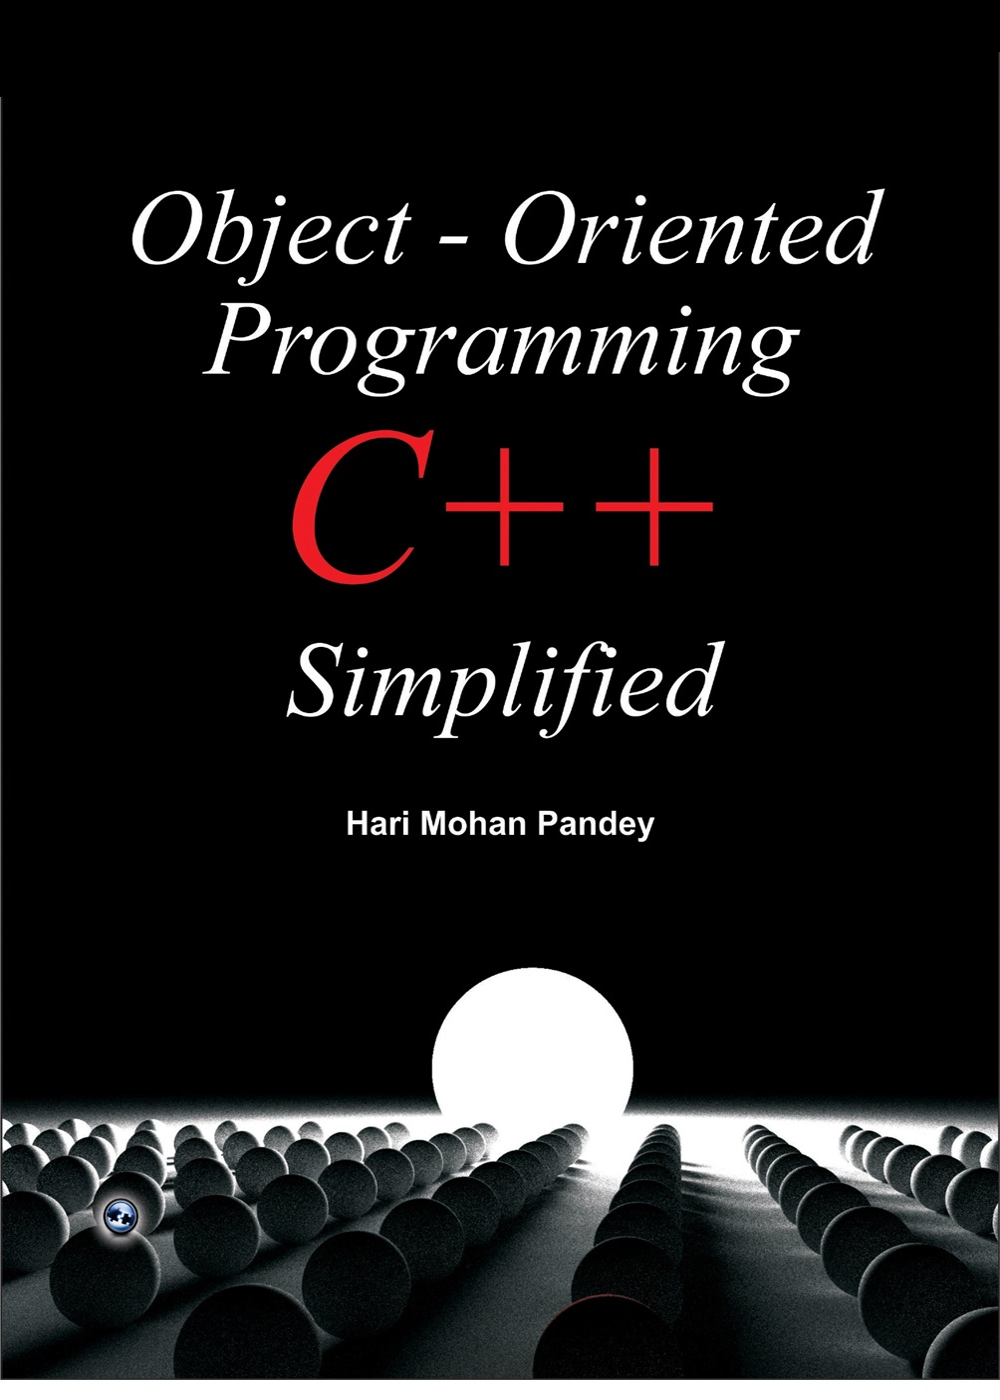 Object - Oriented
Programming
C++
Simplified
Hari Mohan Pandey